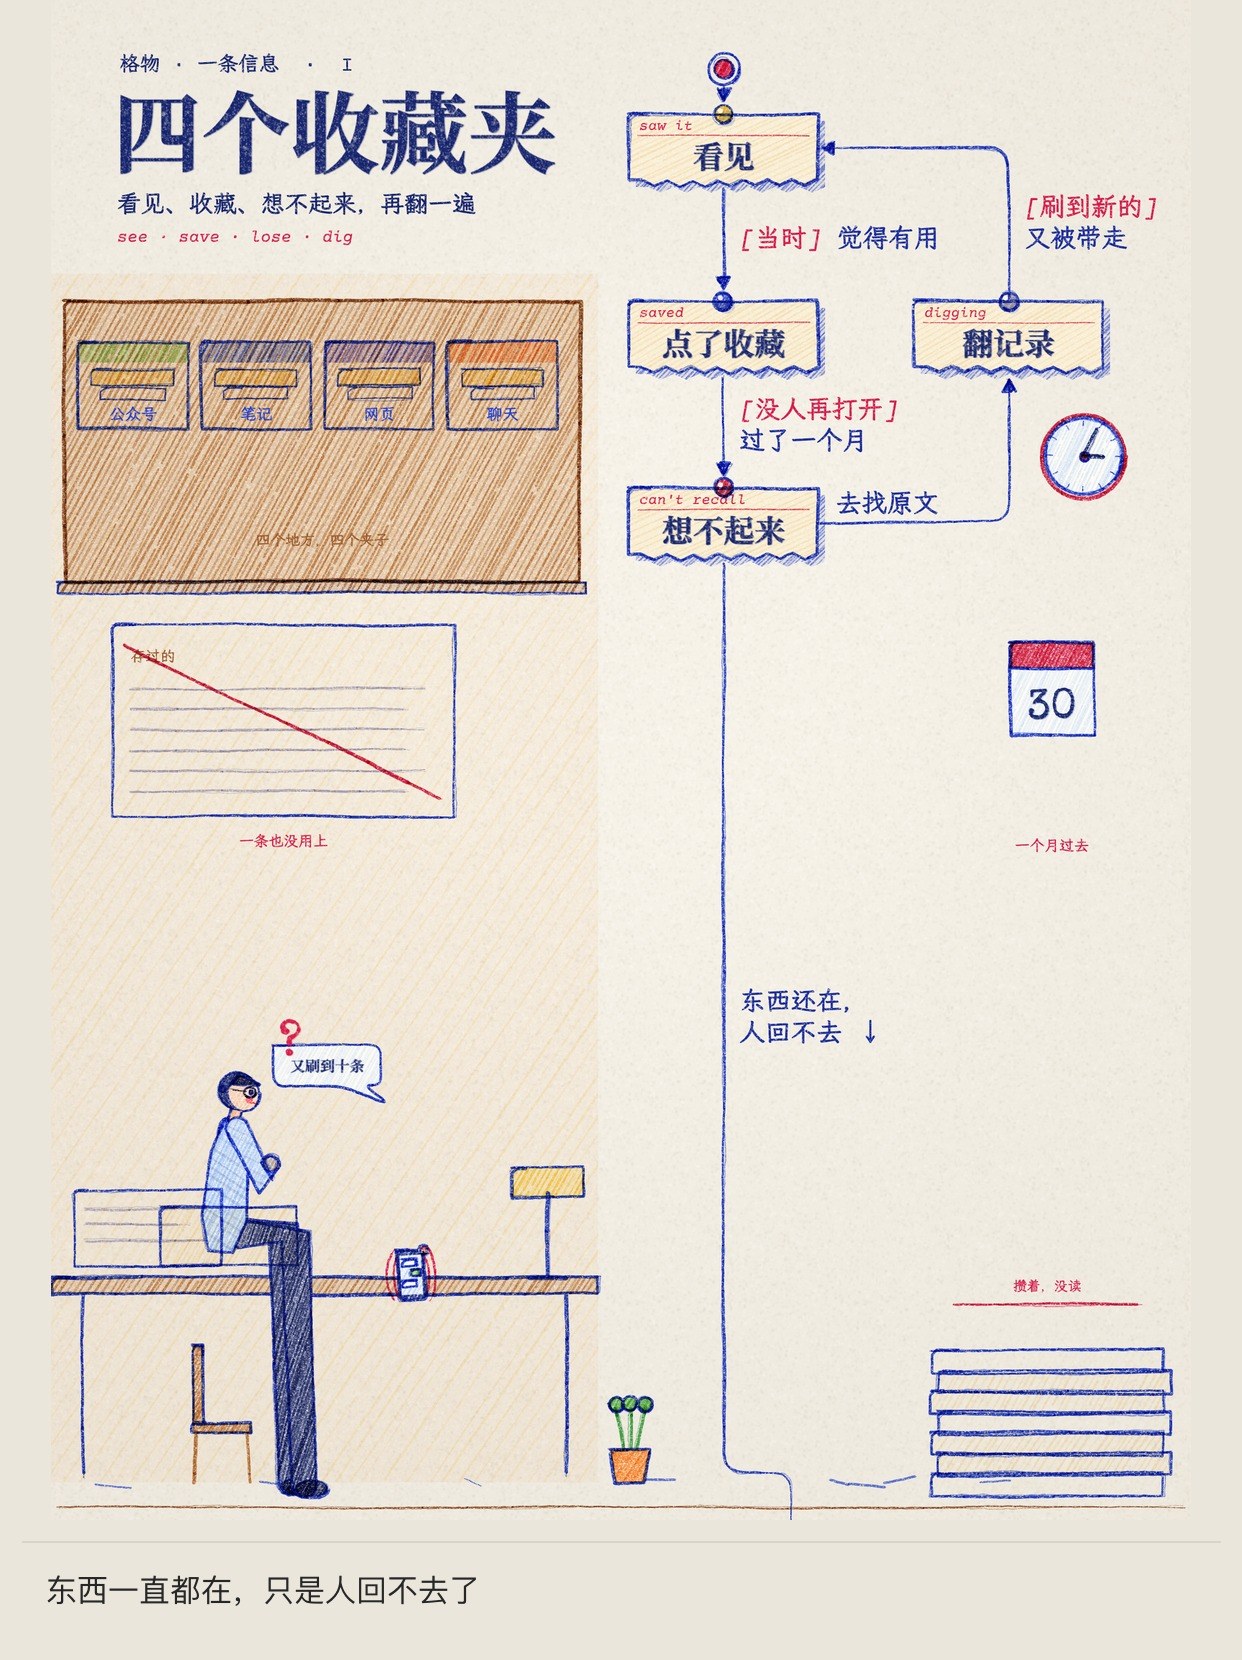 格物 · 一条信息 · I
四个收藏夹
看见、收藏、想不起来，再翻一遍
see · save · lose · dig
saw it
看见
[当时] 觉得有用
[刷到新的]
又被带走
saved
点了收藏
digging
翻记录
[没人再打开]
过了一个月
can't recall
想不起来
去找原文
公众号
笔记
网页
聊天
四个地方，四个夹子
存过的
一条也没用上
30
一个月过去
东西还在，
人回不去 ↓
?
又刷到十条
攒着，没读
东西一直都在，只是人回不去了